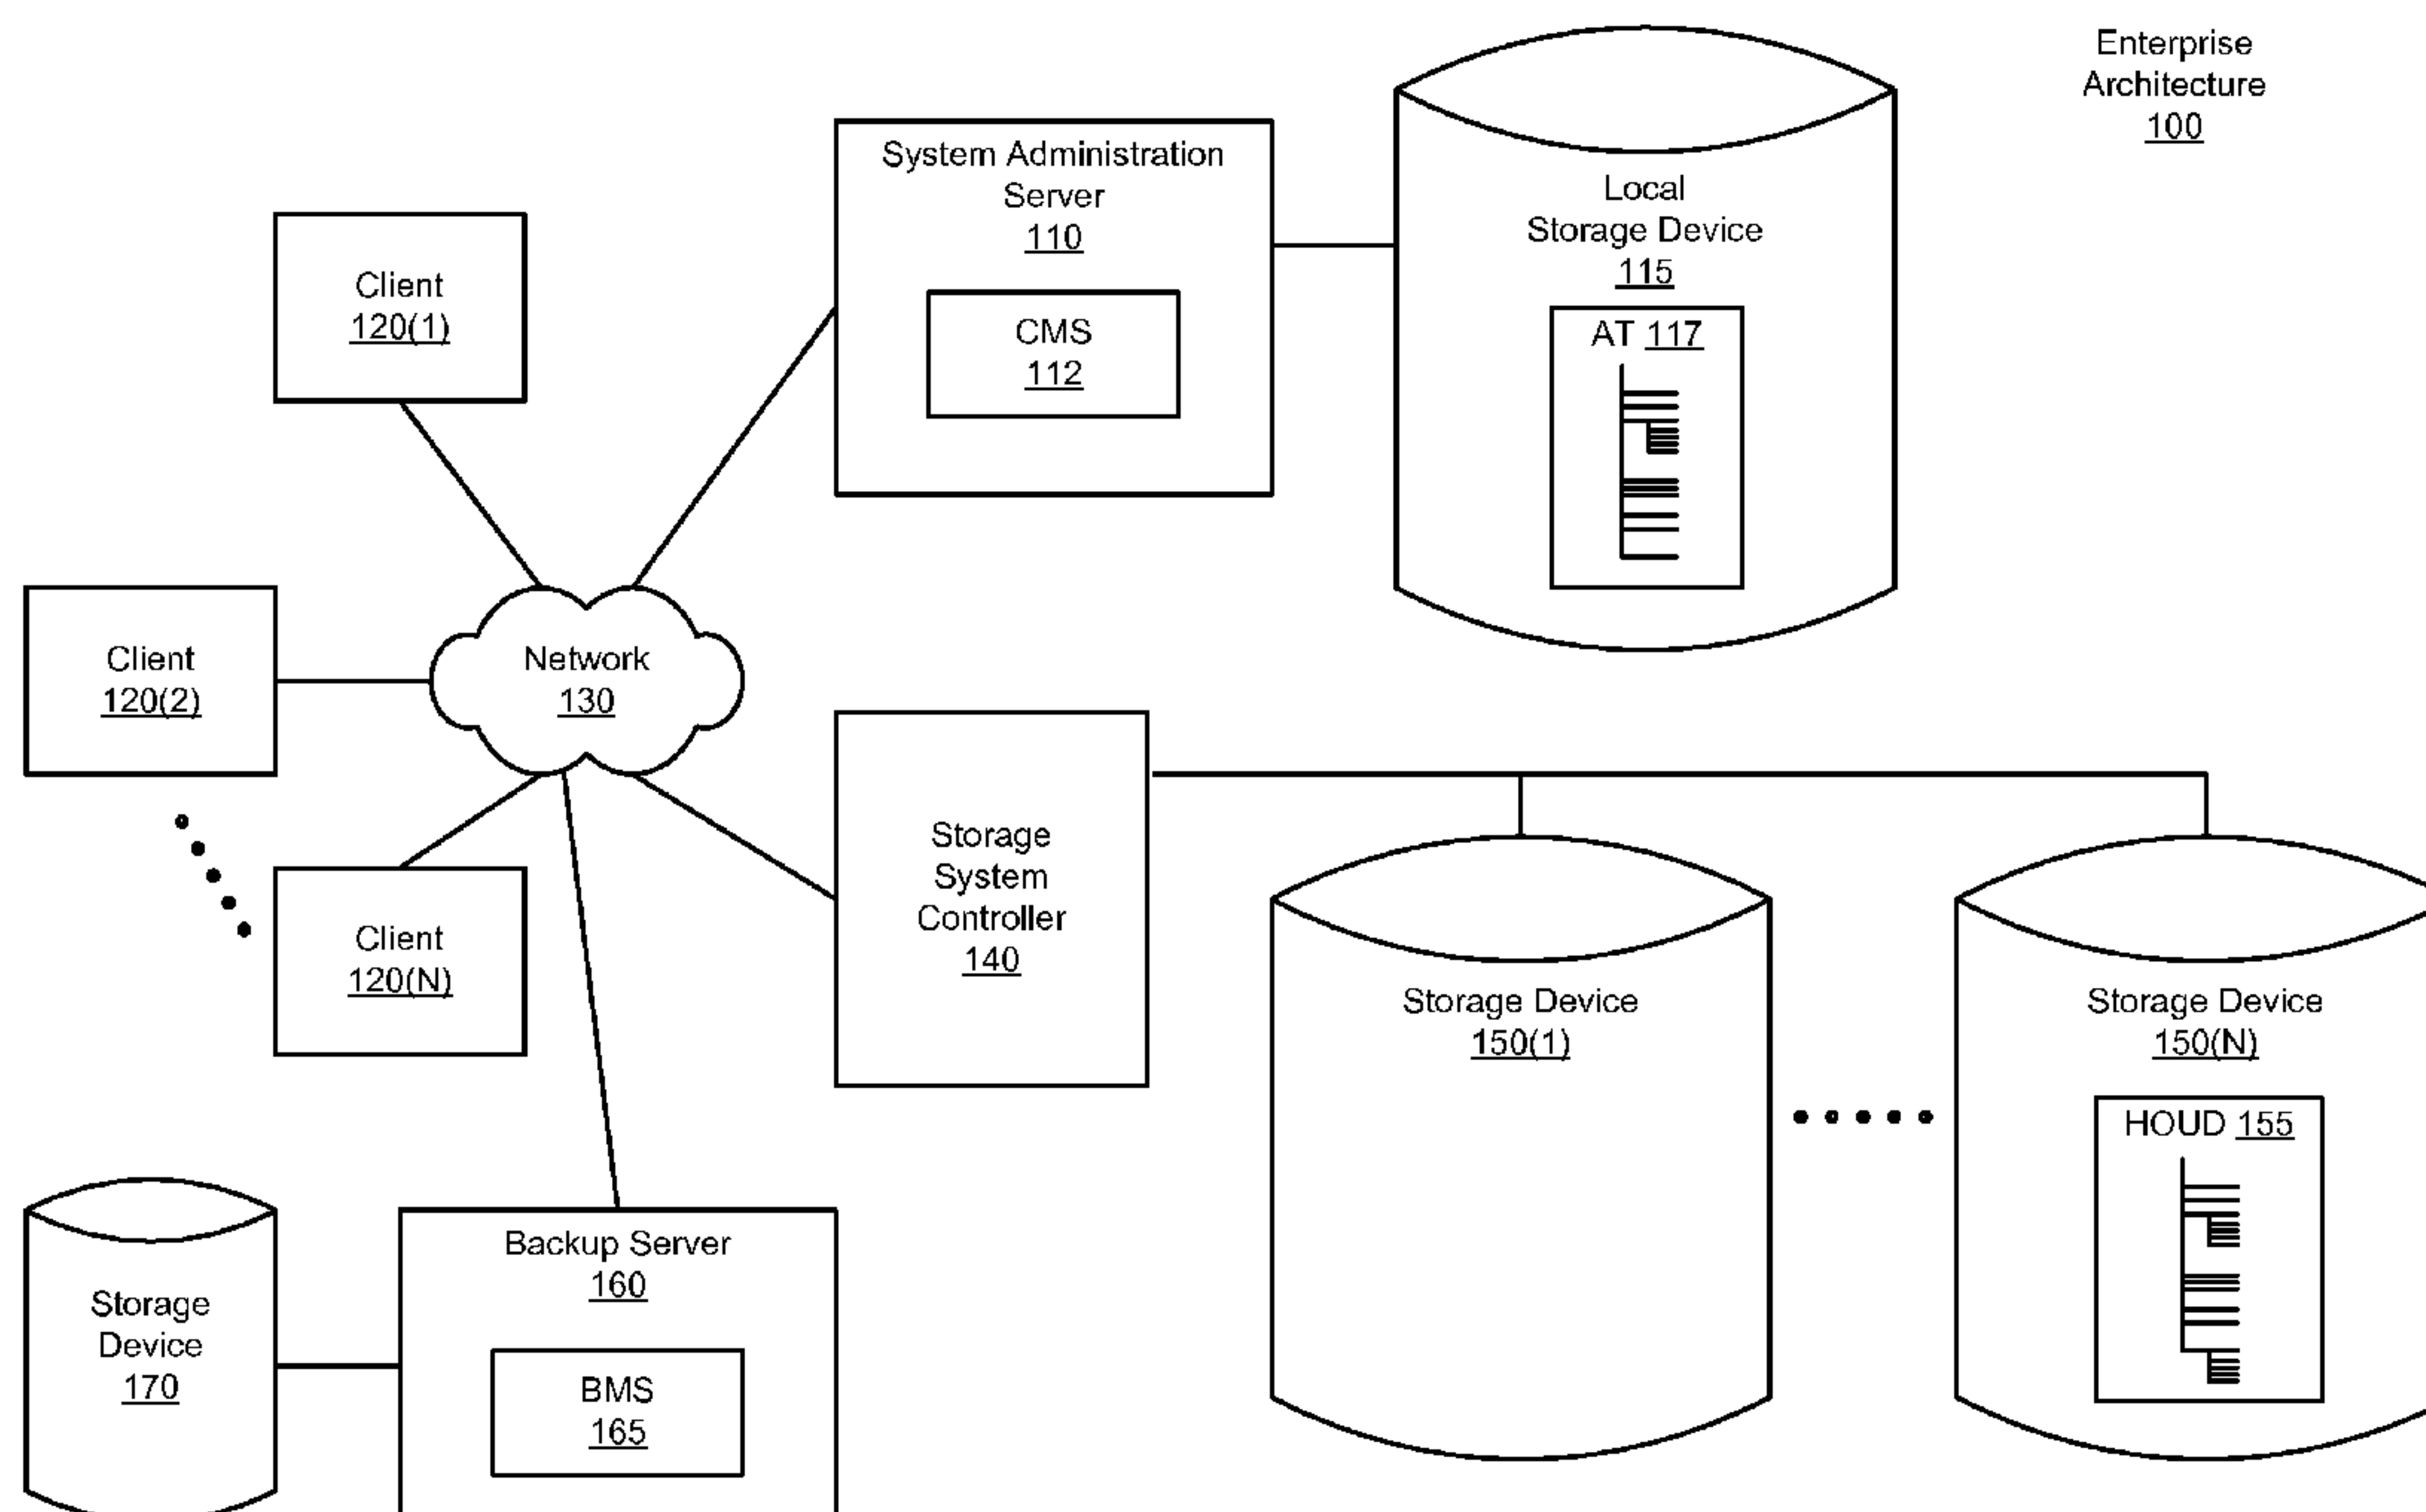 Enterprise
Architecture
100
System Administration
Server
110
CMS
112
Local
Storage Device
115
AT 117
Client
120(1)
Client
120(2)
Network
130
Client
120(N)
Storage
System
Controller
140
Storage Device
150(1)
Storage Device
150(N)
HOUD 155
Backup Server
160
BMS
165
Storage
Device
170